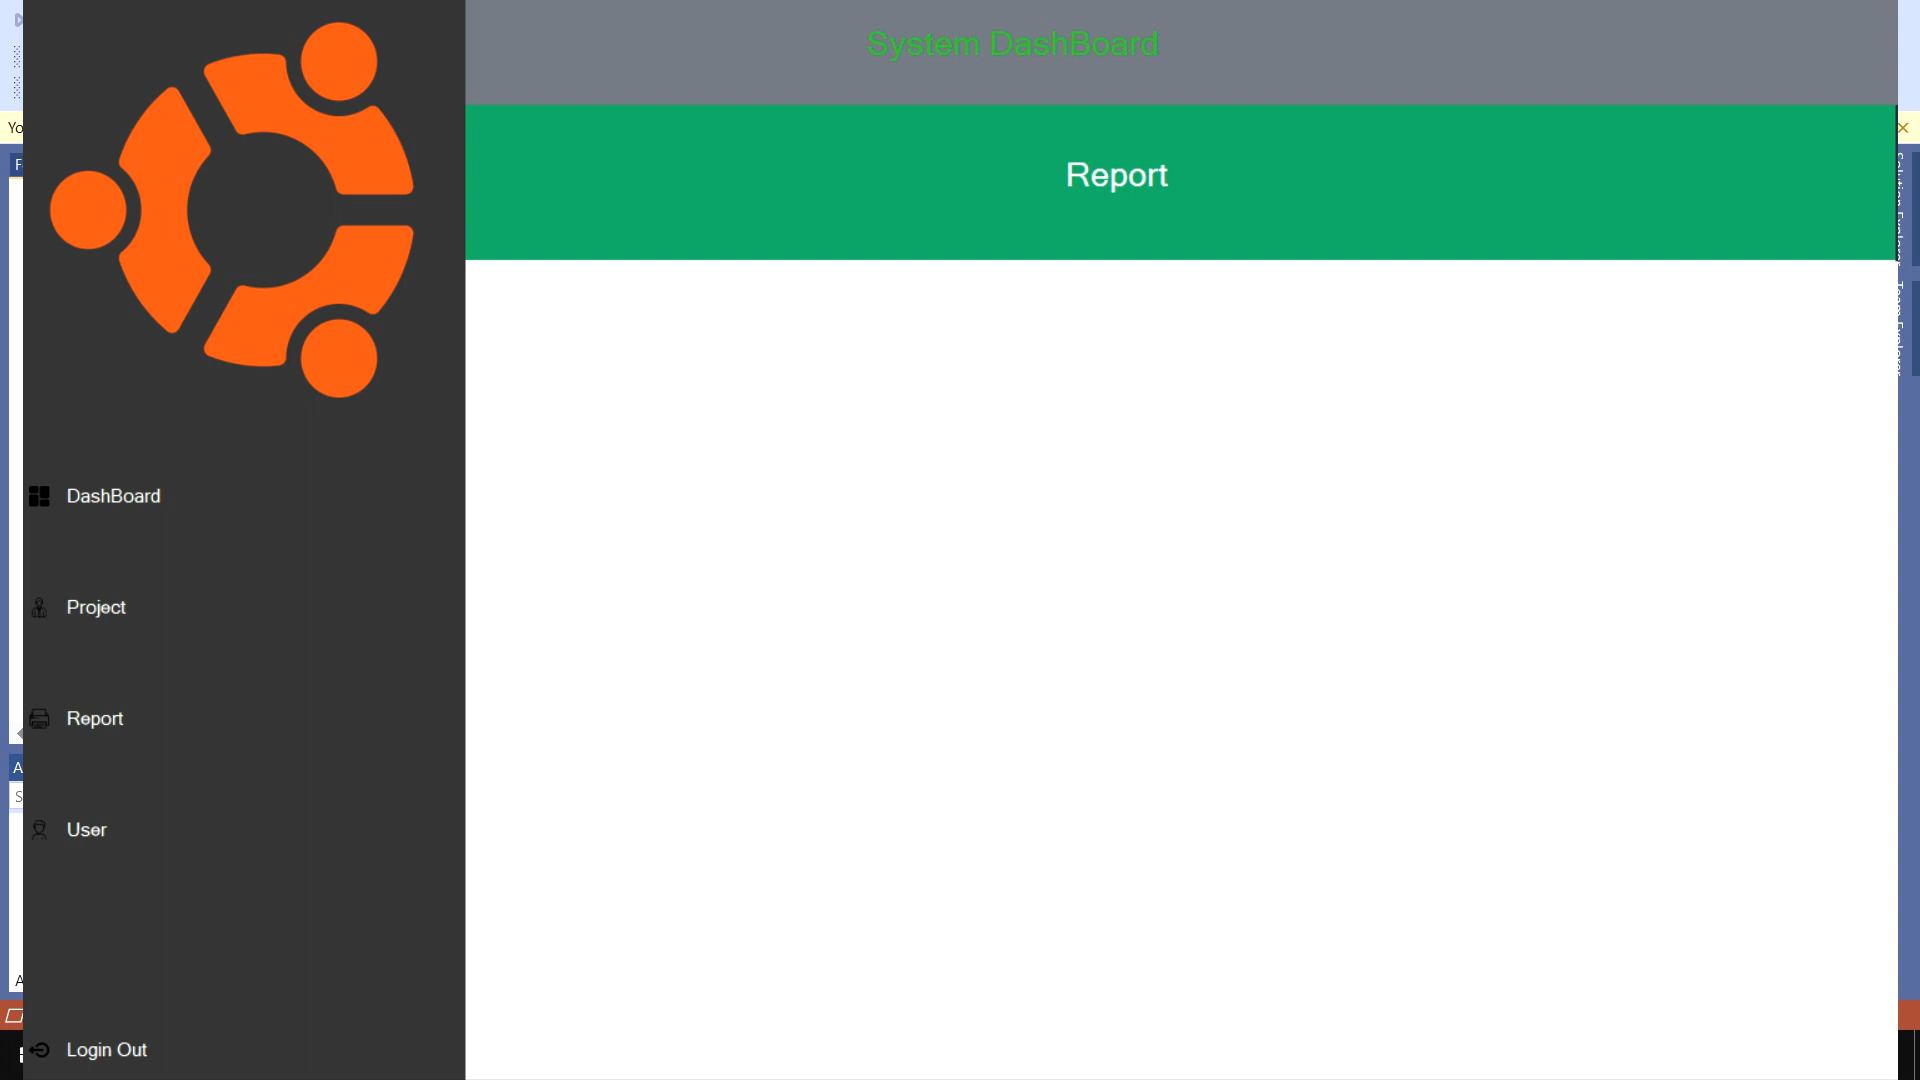 System DashBoard
Report
DashBoard
Project
Report
User
Login Out